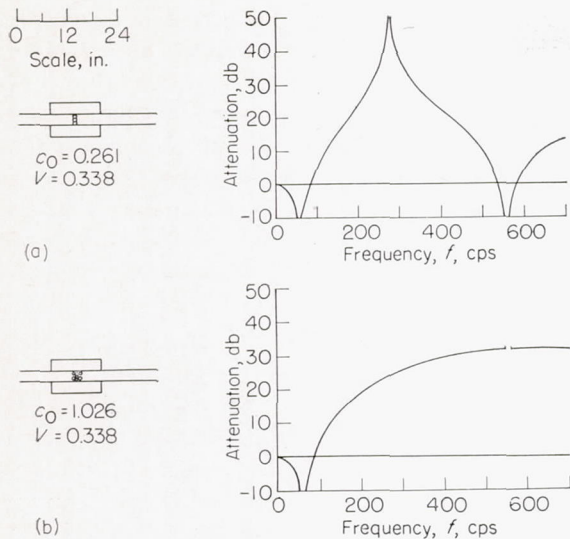 0 12 24
Scale, in.
c₀ = 0.261
V = 0.338
(a)
Attenuation, db
50
40
30
20
10
0
-10
0 200 400 600
Frequency, f, cps
c₀ = 1.026
V = 0.338
(b)
Attenuation, db
50
40
30
20
10
0
-10
0 200 400 600
Frequency, f, cps